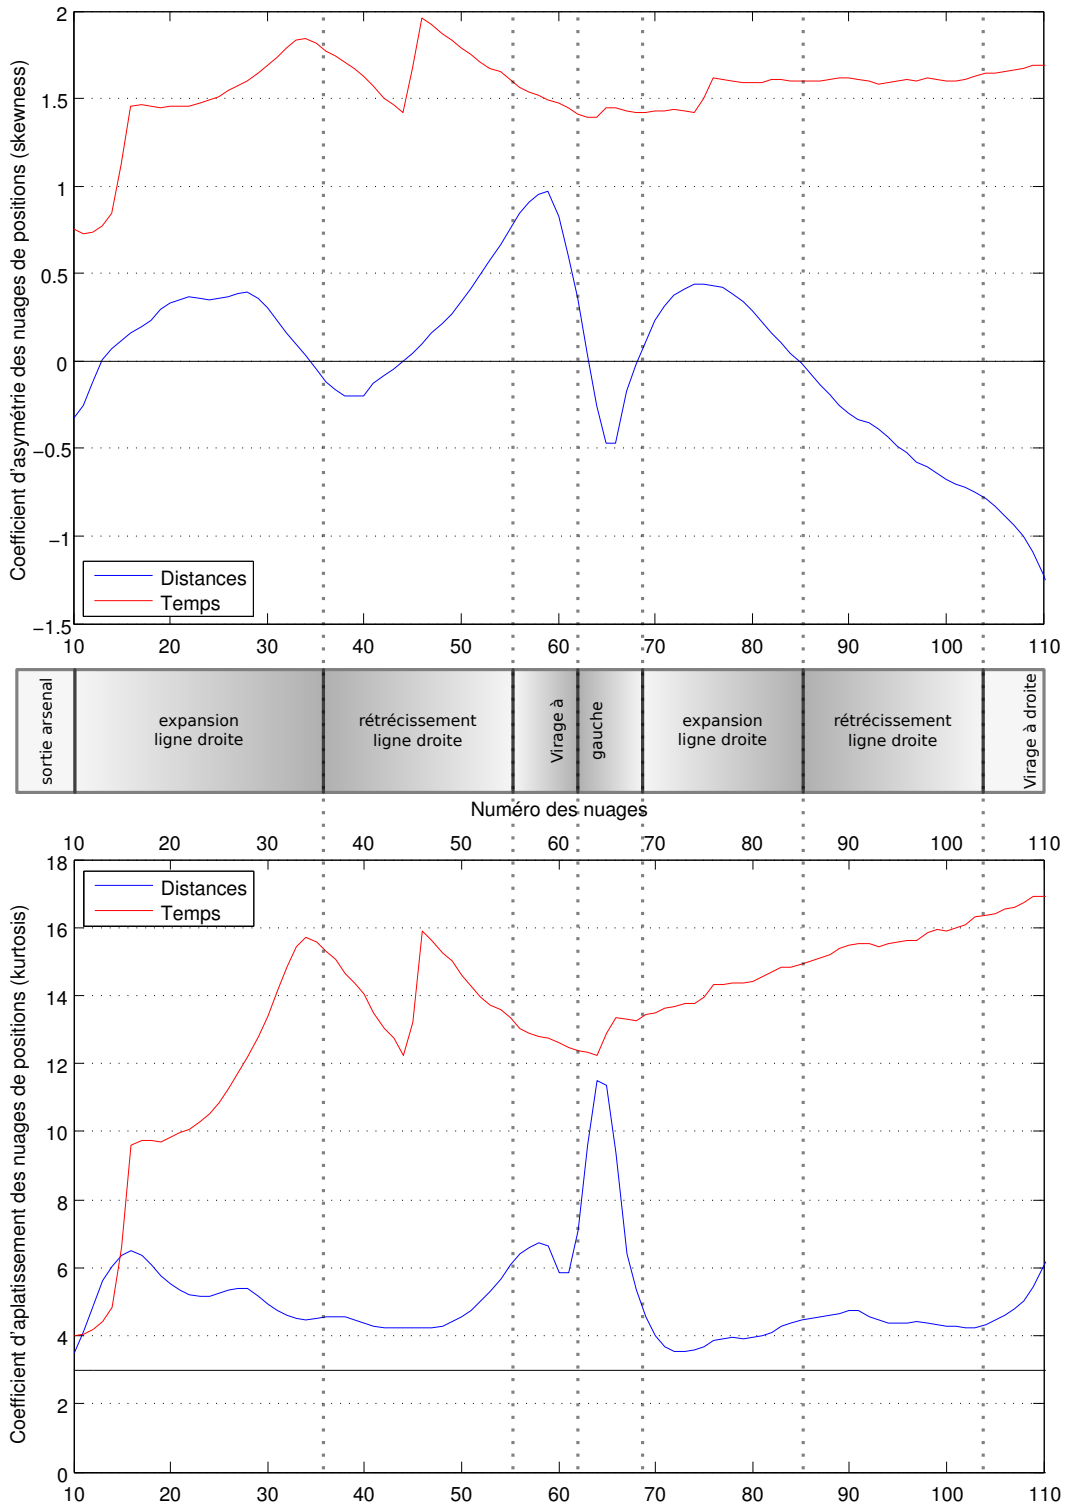 Coefficient d'asymétrie des nuages de positions (skewness)
2
1.5
1
0.5
0
−0.5
−1
−1.5
Distances
Temps
10 20 30 40 50 60 70 80 90 100 110
sortie arsenal
expansion
ligne droite
rétrécissement
ligne droite
Virage à
gauche
expansion
ligne droite
rétrécissement
ligne droite
Virage à droite
Numéro des nuages
10 20 30 40 50 60 70 80 90 100 110
Coefficient d'aplatissement des nuages de positions (kurtosis)
18
16
14
12
10
8
6
4
2
0
Distances
Temps
10 20 30 40 50 60 70 80 90 100 110